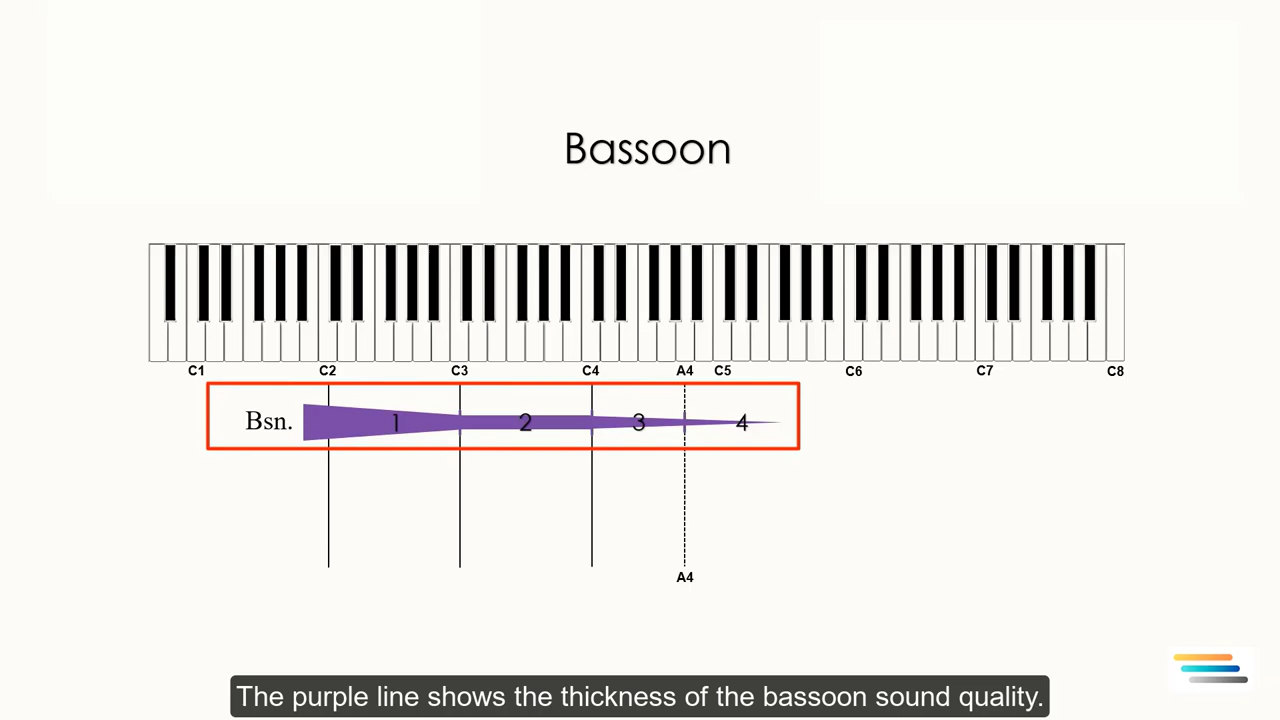 Bassoon
C1 C2 C3 C4 A4 C5 C6 C7 C8
Bsn. 1 2 3 4
A4
The purple line shows the thickness of the bassoon sound quality.